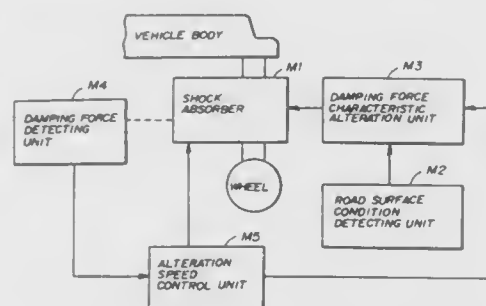 VEHICLE BODY
M1
SHOCK
ABSORBER
M3
DAMPING FORCE
CHARACTERISTIC
ALTERATION UNIT
M4
DAMPING FORCE
DETECTING
UNIT
WHEEL
M2
ROAD SURFACE
CONDITION
DETECTING UNIT
M5
ALTERATION
SPEED
CONTROL UNIT